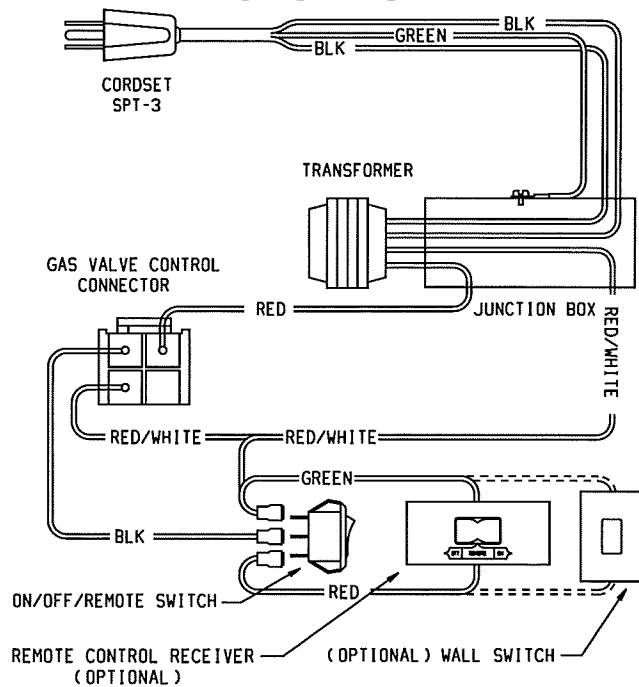 BLK
GREEN
BLK
CORDSET
SPT-3
TRANSFORMER
GAS VALVE CONTROL
CONNECTOR
RED
JUNCTION BOX
RED/WHITE
RED/WHITE
RED/WHITE
GREEN
BLK
RED
ON/OFF/REMOTE SWITCH
REMOTE CONTROL RECEIVER
(OPTIONAL)
(OPTIONAL) WALL SWITCH